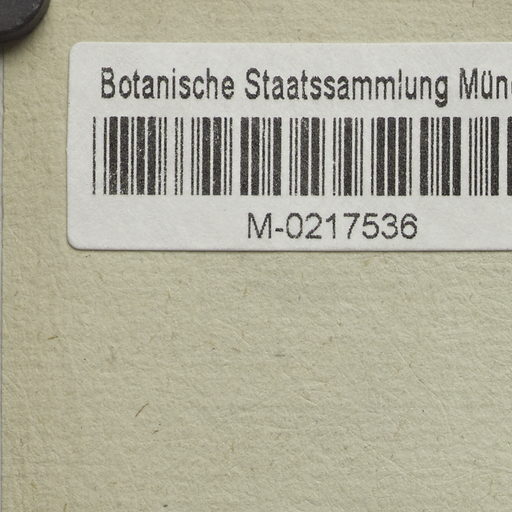 Botanische Staatssammlung Mün
M-0217536